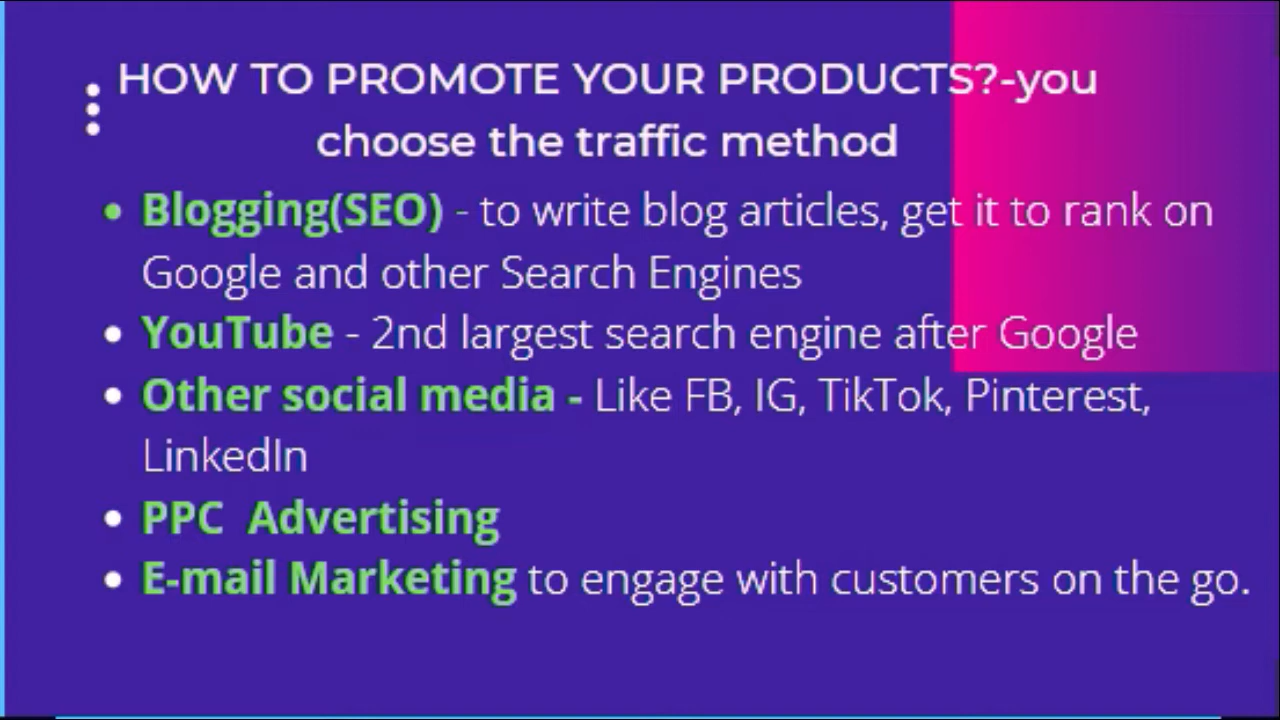 HOW TO PROMOTE YOUR PRODUCTS?-you
choose the traffic method
• Blogging(SEO) - to write blog articles, get it to rank on
Google and other Search Engines
• YouTube - 2nd largest search engine after Google
• Other social media - Like FB, IG, TikTok, Pinterest,
LinkedIn
• PPC  Advertising
• E-mail Marketing to engage with customers on the go.